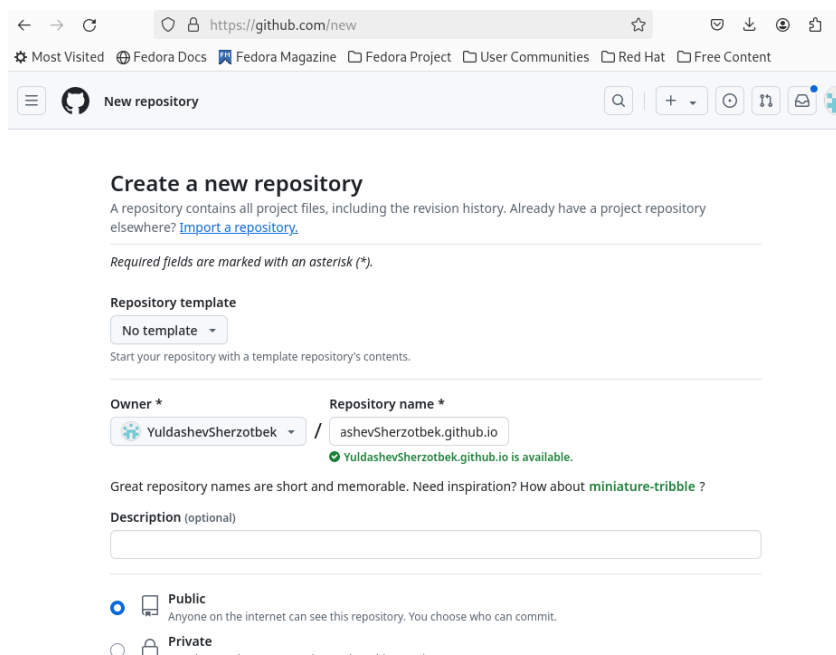 https://github.com/new
Most Visited Fedora Docs Fedora Magazine Fedora Project User Communities Red Hat Free Content
New repository
Create a new repository
A repository contains all project files, including the revision history. Already have a project repository
elsewhere? Import a repository.
Required fields are marked with an asterisk (*).
Repository template
No template
Start your repository with a template repository's contents.
Owner * Repository name *
YuldashevSherzotbek / ashevSherzotbek.github.io
YuldashevSherzotbek.github.io is available.
Great repository names are short and memorable. Need inspiration? How about miniature-tribble ?
Description (optional)
Public
Anyone on the internet can see this repository. You choose who can commit.
Private